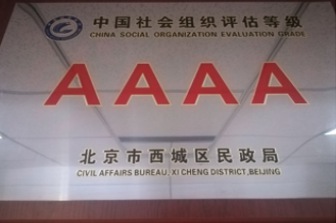 中国社会组织评估等级
CHINA SOCIAL ORGANIZATION EVALUATION GRADE
AAAA
北京市西城区民政局
CIVIL AFFAIRS BUREAU, XI CHENG DISTRICT, BEIJING